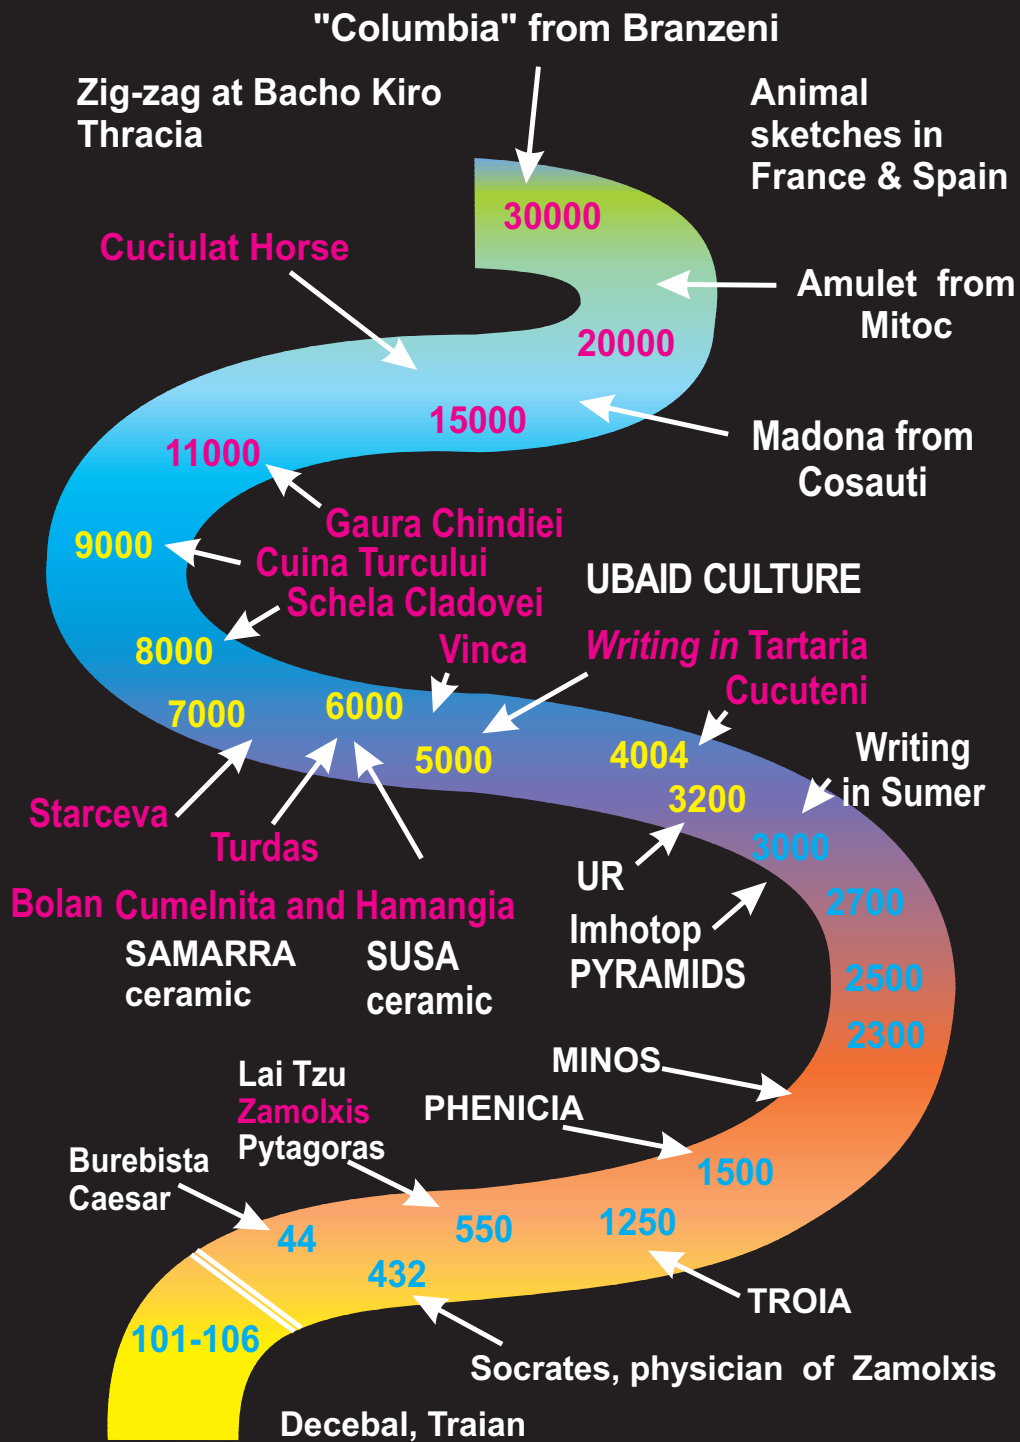 "Columbia" from Branzeni
Zig-zag at Bacho Kiro
Thracia
Animal
sketches in
France & Spain
30000
Cuciulat Horse
Amulet from
Mitoc
20000
15000
Madona from
Cosauti
11000
Gaura Chindiei
9000
Cuina Turcului
Schela Cladovei
UBAID CULTURE
8000
Vinca
Writing in Tartaria
Cucuteni
7000
6000
5000
4004
3200
Writing
in Sumer
Starceva
Turdas
3000
UR
Bolan Cumelnita and Hamangia
2700
Imhotop
PYRAMIDS
SAMARRA
ceramic
SUSA
ceramic
2500
2300
MINOS
Lai Tzu
Zamolxis
Pytagoras
PHENICIA
Burebista
Caesar
1500
1250
550
44
432
TROIA
101-106
Socrates, physician of Zamolxis
Decebal, Traian